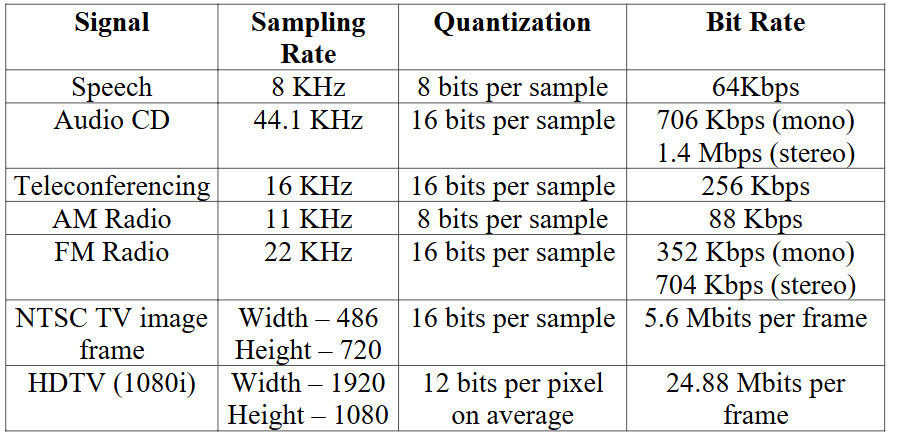 Signal Sampling Rate Quantization Bit Rate
Speech 8 KHz 8 bits per sample 64Kbps
Audio CD 44.1 KHz 16 bits per sample 706 Kbps (mono)
1.4 Mbps (stereo)
Teleconferencing 16 KHz 16 bits per sample 256 Kbps
AM Radio 11 KHz 8 bits per sample 88 Kbps
FM Radio 22 KHz 16 bits per sample 352 Kbps (mono)
704 Kbps (stereo)
NTSC TV image frame Width – 486 Height – 720 16 bits per sample 5.6 Mbits per frame
HDTV (1080i) Width – 1920 Height – 1080 12 bits per pixel on average 24.88 Mbits per frame